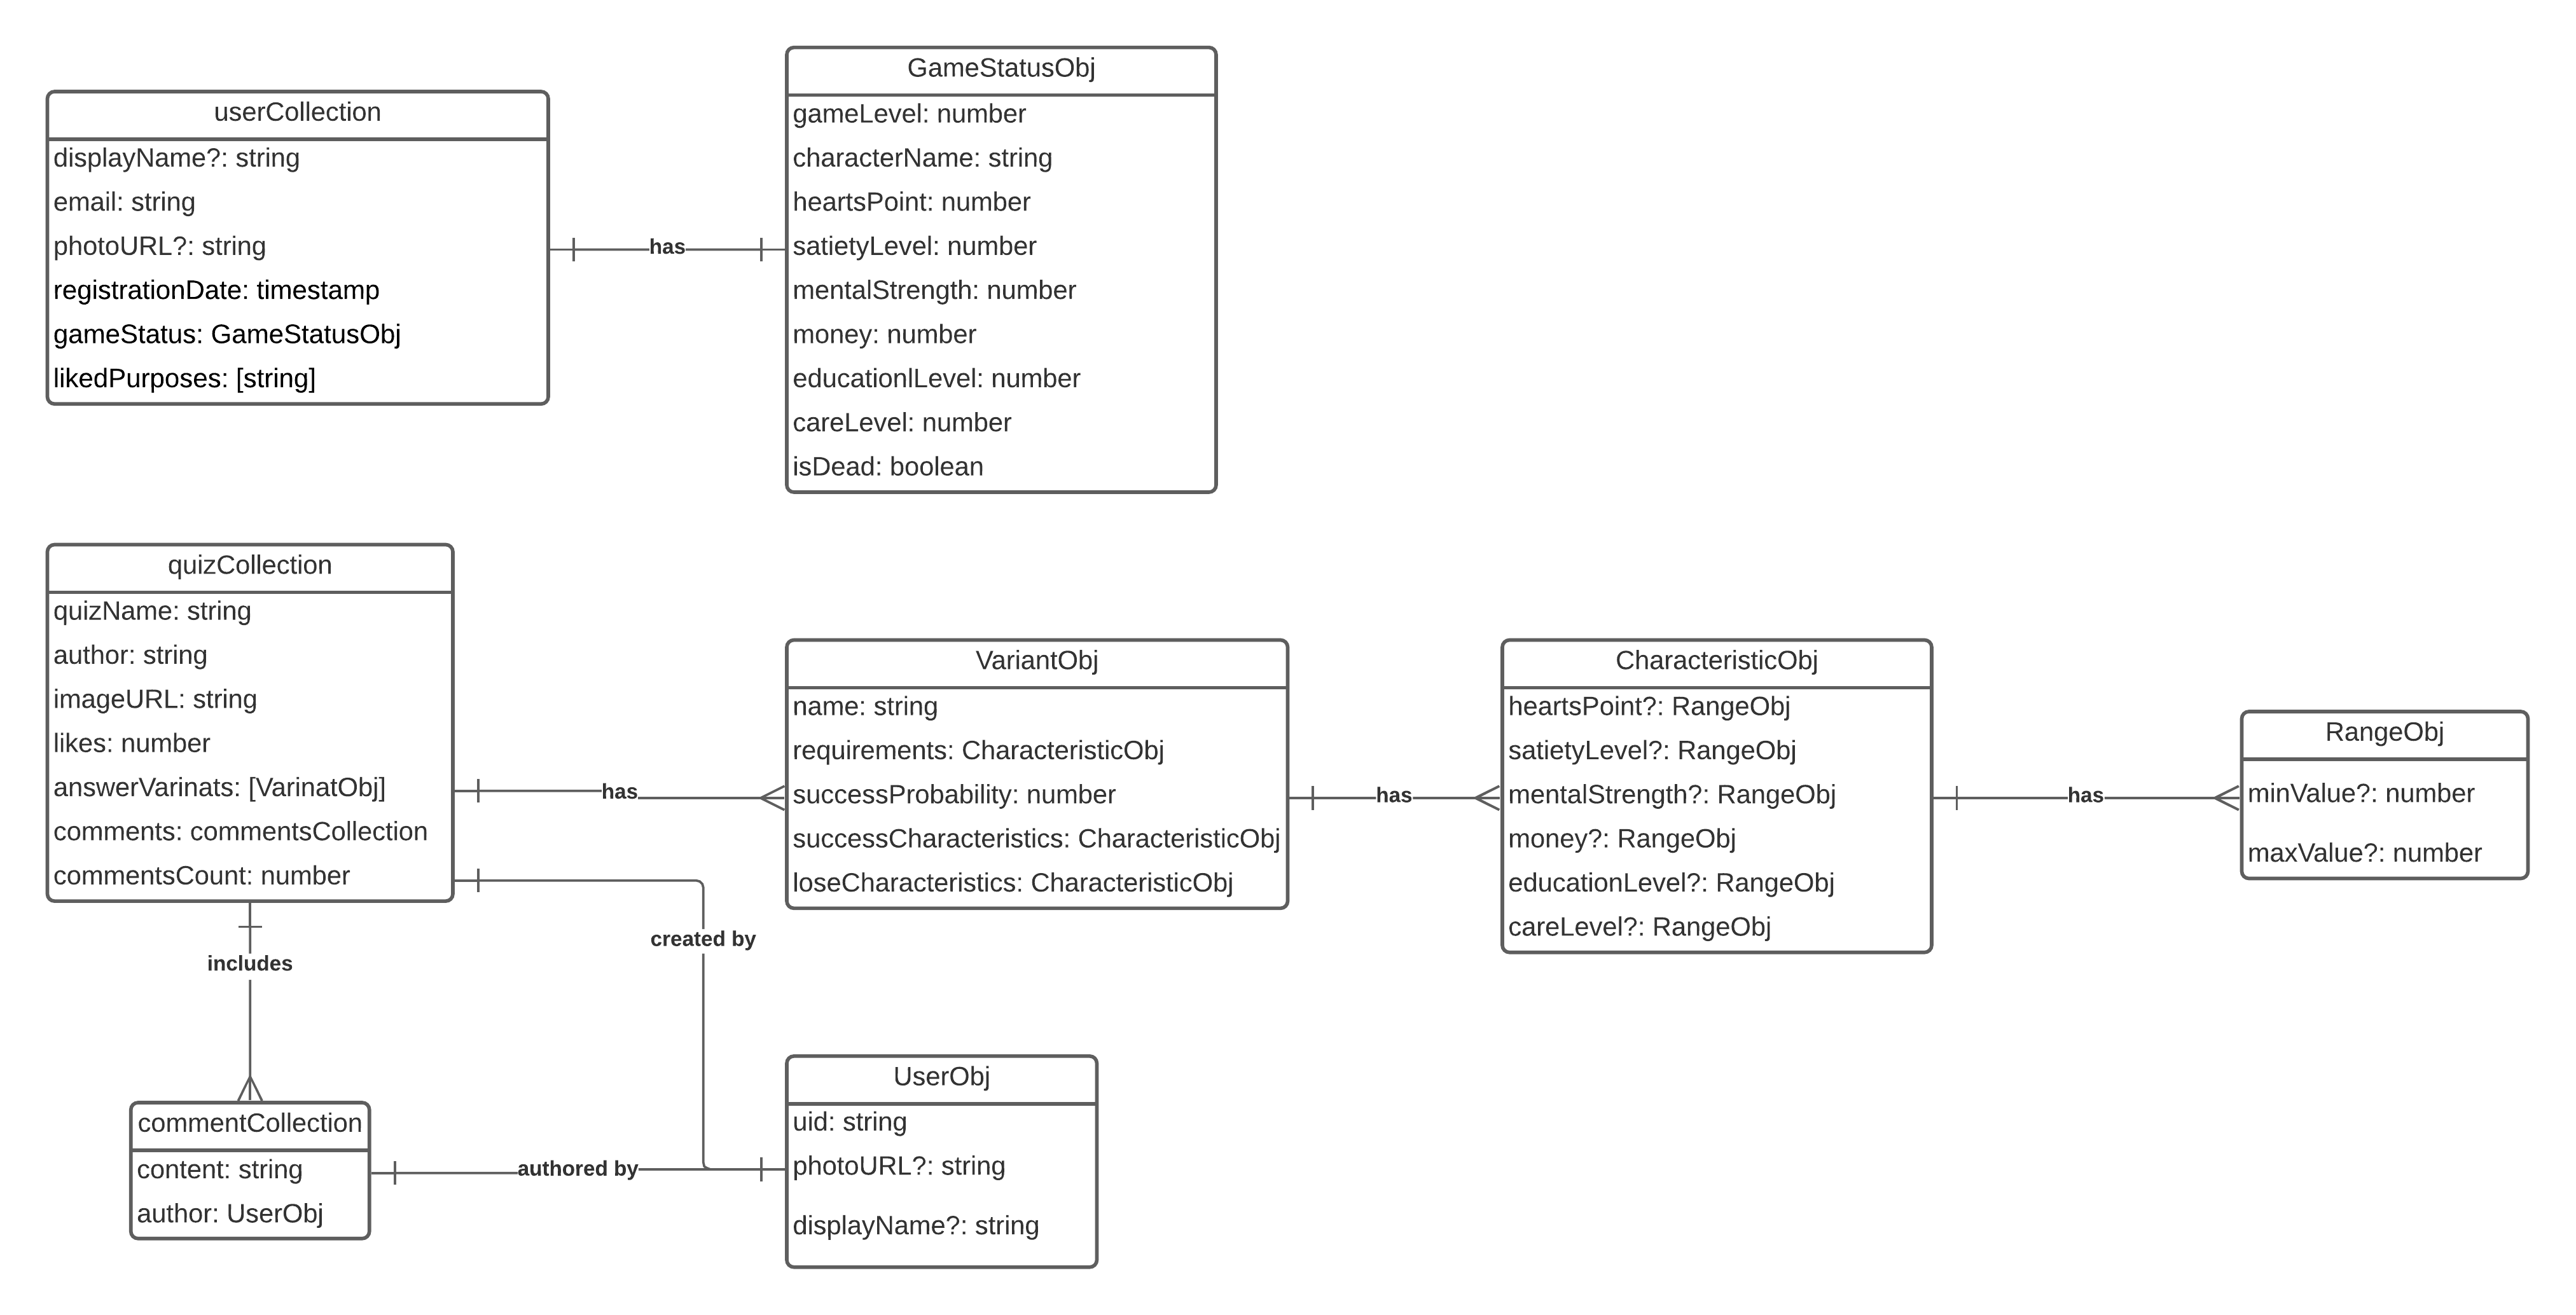 GameStatusObj
gameLevel: number
characterName: string
heartsPoint: number
satietyLevel: number
mentalStrength: number
money: number
educationlLevel: number
careLevel: number
isDead: boolean
userCollection
displayName?: string
email: string
photoURL?: string
registrationDate: timestamp
gameStatus: GameStatusObj
likedPurposes: [string]
has
quizCollection
quizName: string
author: string
imageURL: string
likes: number
answerVarinats: [VarinatObj]
comments: commentsCollection
commentsCount: number
has
VariantObj
name: string
requirements: CharacteristicObj
successProbability: number
successCharacteristics: CharacteristicObj
loseCharacteristics: CharacteristicObj
has
CharacteristicObj
heartsPoint?: RangeObj
satietyLevel?: RangeObj
mentalStrength?: RangeObj
money?: RangeObj
educationLevel?: RangeObj
careLevel?: RangeObj
has
RangeObj
minValue?: number
maxValue?: number
created by
includes
commentCollection
content: string
author: UserObj
authored by
UserObj
uid: string
photoURL?: string
displayName?: string